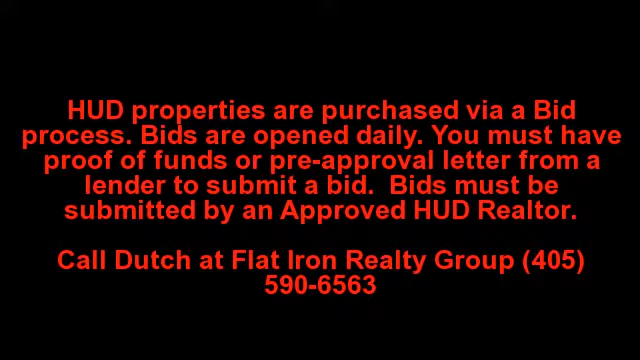 HUD properties are purchased via a Bid
process. Bids are opened daily. You must have
proof of funds or pre-approval letter from a
lender to submit a bid.  Bids must be
submitted by an Approved HUD Realtor.
Call Dutch at Flat Iron Realty Group (405)
590-6563